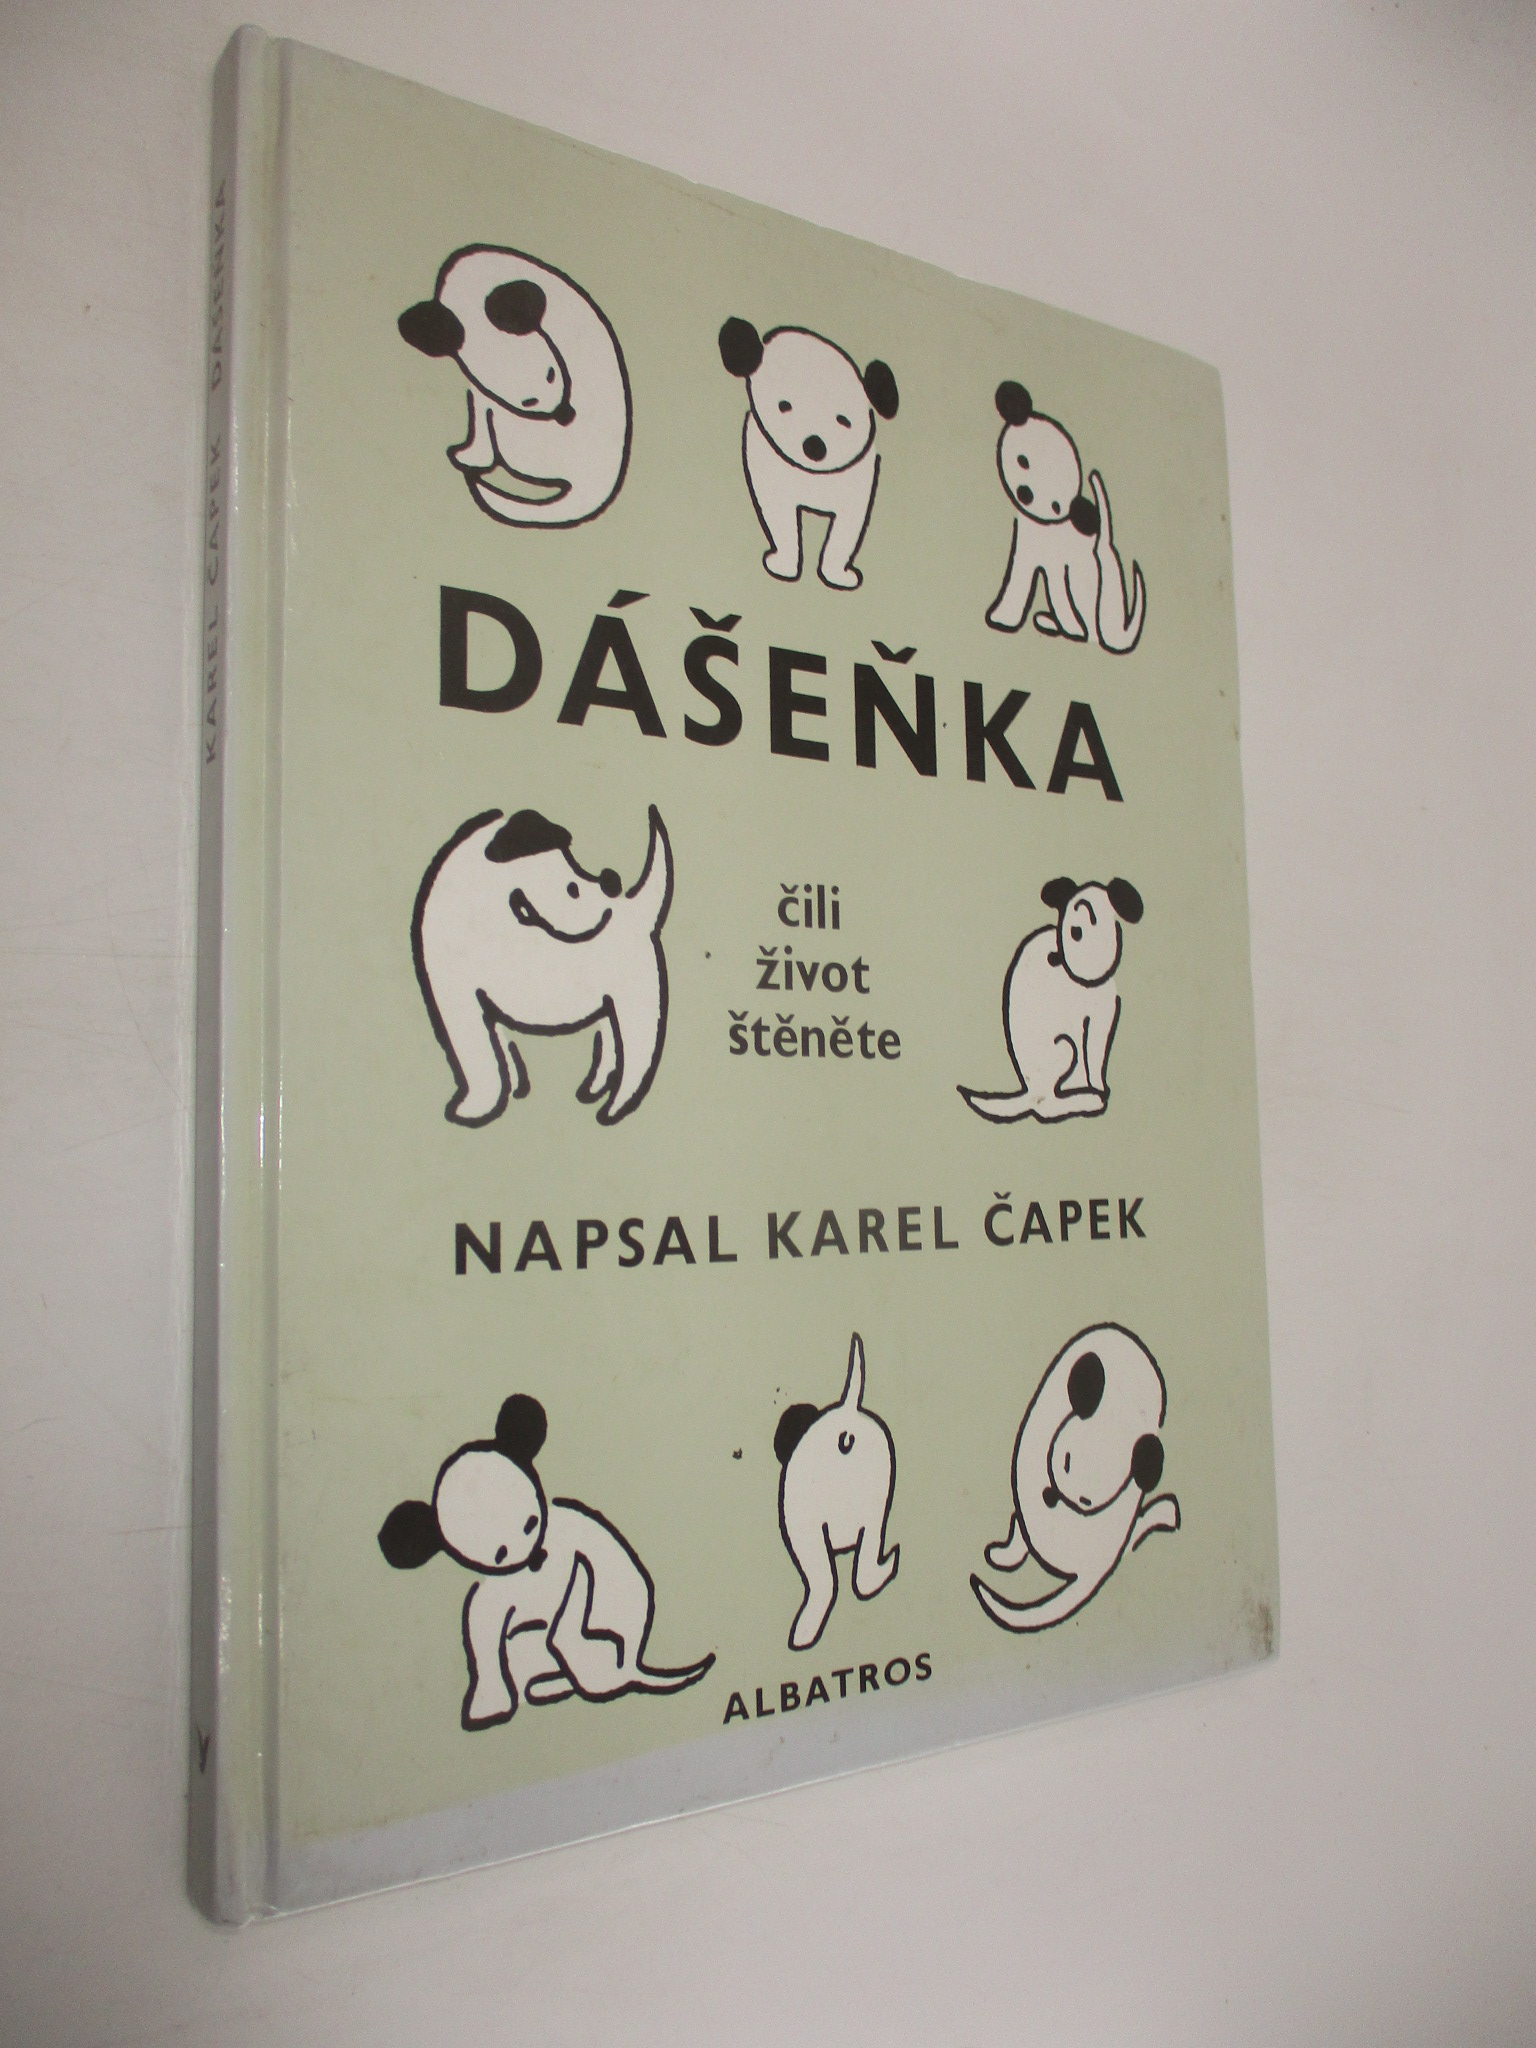 KAREL ČAPEK DÁŠEŇKA
DÁŠEŇKA
čili
život
štěněte
NAPSAL KAREL ČAPEK
ALBATROS